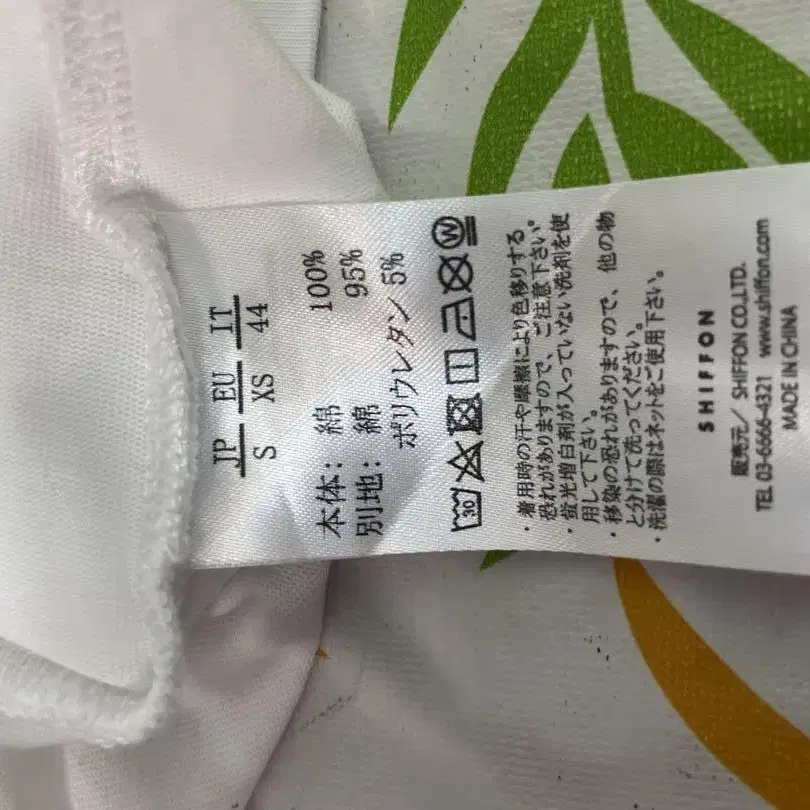 JP EU IT
S XS 44
本体: 綿 100%
別地: 綿 95%
ポリウレタン 5%
30 W
・着用時の汗や摩擦により色移りする
恐れがありますので、ご注意下さい。
・蛍光増白剤が入っていない洗剤を使
用して下さい。
・移染の恐れがありますので、他の物
と分けて洗ってください。
・洗濯の際はネットをご使用下さい。
SHIFFON
販売元/ SHIFFON CO.,LTD.
TEL 03-6666-4321 www.shiffon.com
MADE IN CHINA